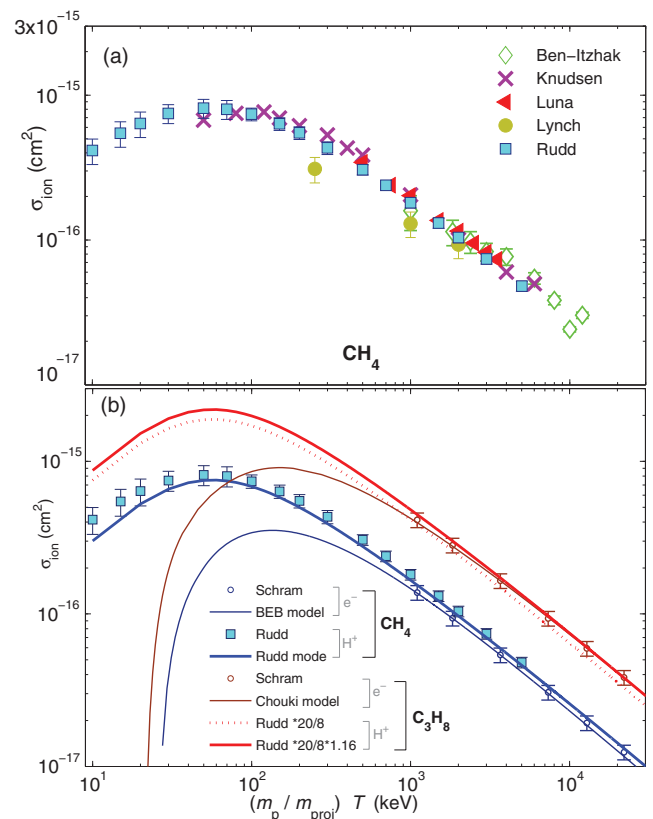 3x10⁻¹⁵
(a)
Ben−Itzhak
Knudsen
Luna
Lynch
Rudd
10⁻¹⁵
σion (cm²)
10⁻¹⁶
CH₄
10⁻¹⁷
(b)
10⁻¹⁵
σion (cm²)
10⁻¹⁶
Schram
BEB model
e⁻
Rudd
Rudd mode
H⁺
CH₄
Schram
Chouki model
e⁻
Rudd *20/8
Rudd *20/8*1.16
H⁺
C₃H₈
10⁻¹⁷
10¹ 10² 10³ 10⁴
(mp / mproj) T (keV)